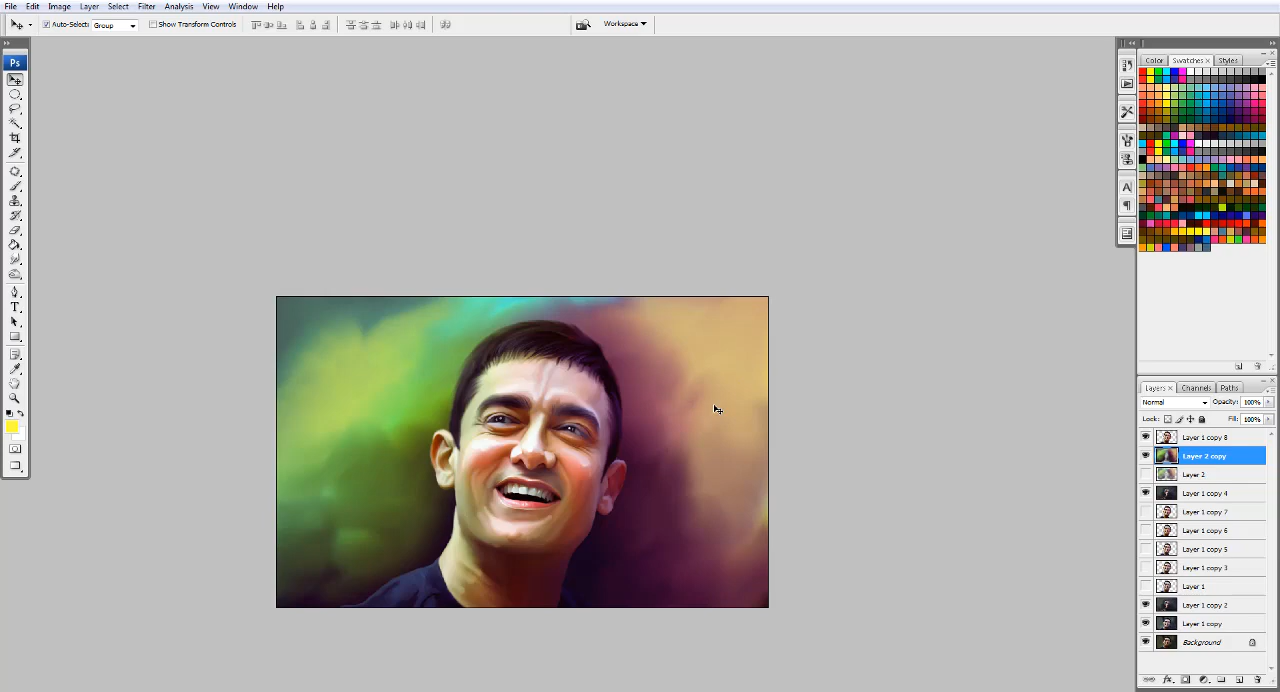 File Edit Image Layer Select Filter Analysis View Window Help
Auto-Select: Group Show Transform Controls Workspace
Ps
Color Swatches Styles
Layers Channels Paths
Normal Opacity: 100%
Lock: Fill: 100%
Layer 1 copy 8
Layer 2 copy
Layer 2
Layer 1 copy 4
Layer 1 copy 7
Layer 1 copy 6
Layer 1 copy 5
Layer 1 copy 3
Layer 1
Layer 1 copy 2
Layer 1 copy
Background